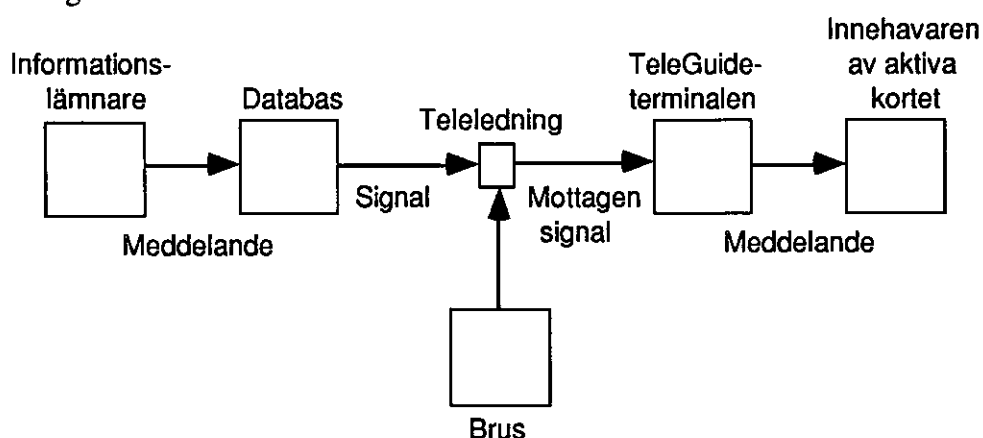 Informations-
lämnare
Databas
Teleledning
TeleGuide-
terminalen
Innehavaren
av aktiva
kortet
Signal
Mottagen
signal
Meddelande
Meddelande
Brus